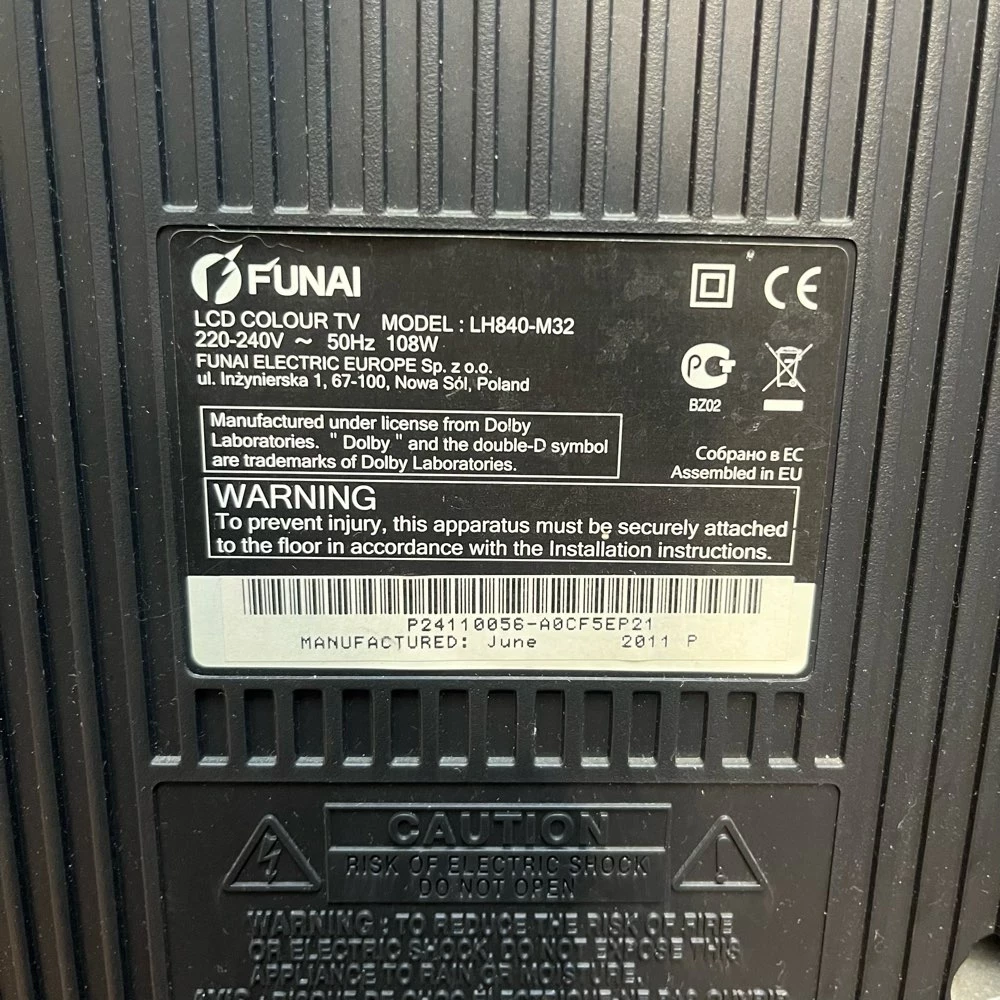 FUNAI
LCD COLOUR TV MODEL : LH840-M32
220-240V ~ 50Hz 108W
FUNAI ELECTRIC EUROPE Sp. z o.o.
ul. Inżynierska 1, 67-100, Nowa Sól, Poland
CE
BZ02
Manufactured under license from Dolby
Laboratories. "Dolby" and the double-D symbol
are trademarks of Dolby Laboratories.
Собрано в ЕС
Assembled in EU
WARNING
To prevent injury, this apparatus must be securely attached
to the floor in accordance with the Installation instructions.
P24110056-A0CF5EP21
MANUFACTURED: June 2011 P
CAUTION
RISK OF ELECTRIC SHOCK
DO NOT OPEN
WARNING : TO REDUCE THE RISK OF FIRE
OR ELECTRIC SHOCK, DO NOT EXPOSE THIS
APPLIANCE TO RAIN OR MOISTURE.